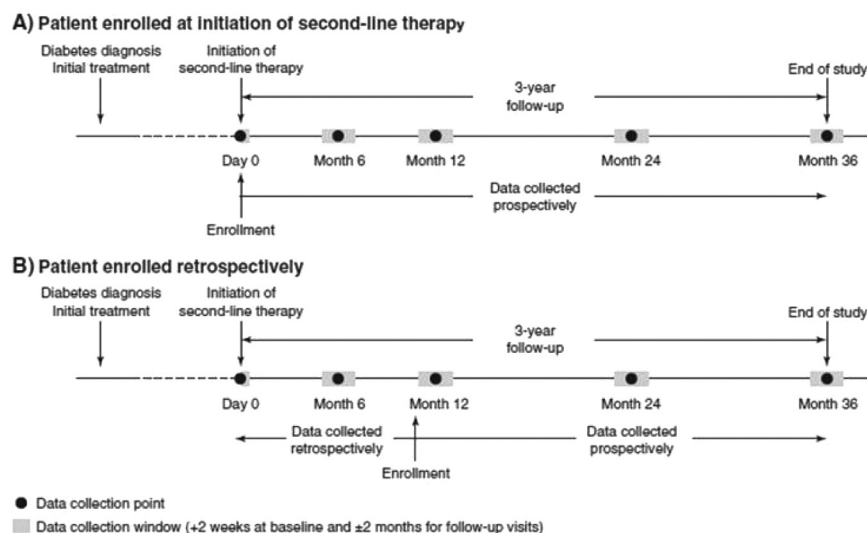 A) Patient enrolled at initiation of second-line therapy
Diabetes diagnosis
Initial treatment
Initiation of
second-line therapy
End of study
3-year
follow-up
Day 0
Month 6
Month 12
Month 24
Month 36
Data collected
prospectively
Enrollment
B) Patient enrolled retrospectively
Diabetes diagnosis
Initial treatment
Initiation of
second-line therapy
End of study
3-year
follow-up
Day 0
Month 6
Month 12
Month 24
Month 36
Data collected
retrospectively
Data collected
prospectively
Enrollment
Data collection point
Data collection window (+2 weeks at baseline and ±2 months for follow-up visits)